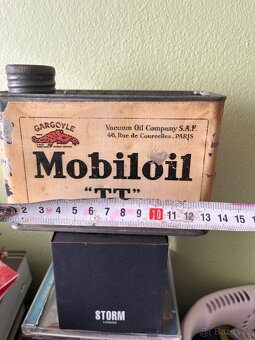 GARGOYLE
Vacuum Oil Company S.A.F.
46, Rue de Courcelles. PARIS
Mobiloil
"TT"
2 3 4 5 6 7 8 9 10 11 12 13 14 15
STORM
LONDON